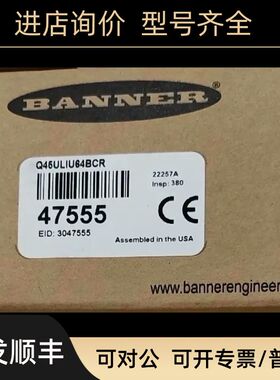 进店询价 型号齐全
BANNER
Q45ULIU64BCR
22257A
Insp: 380
47555
EID: 3047555
CE
Assembled in the USA
www.bannerengineer
发顺丰
可对公 可开专票/普